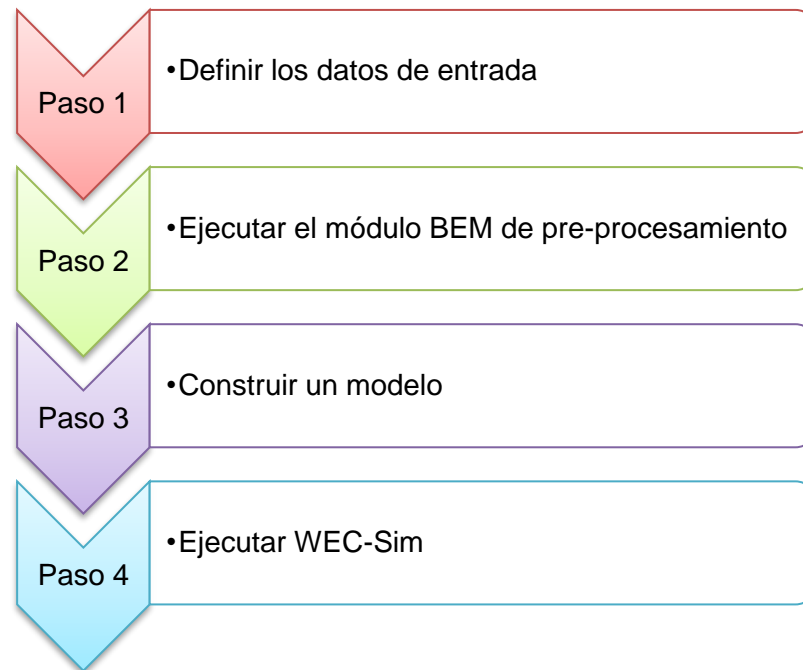 Paso 1
•Definir los datos de entrada
Paso 2
•Ejecutar el módulo BEM de pre-procesamiento
Paso 3
•Construir un modelo
Paso 4
•Ejecutar WEC-Sim